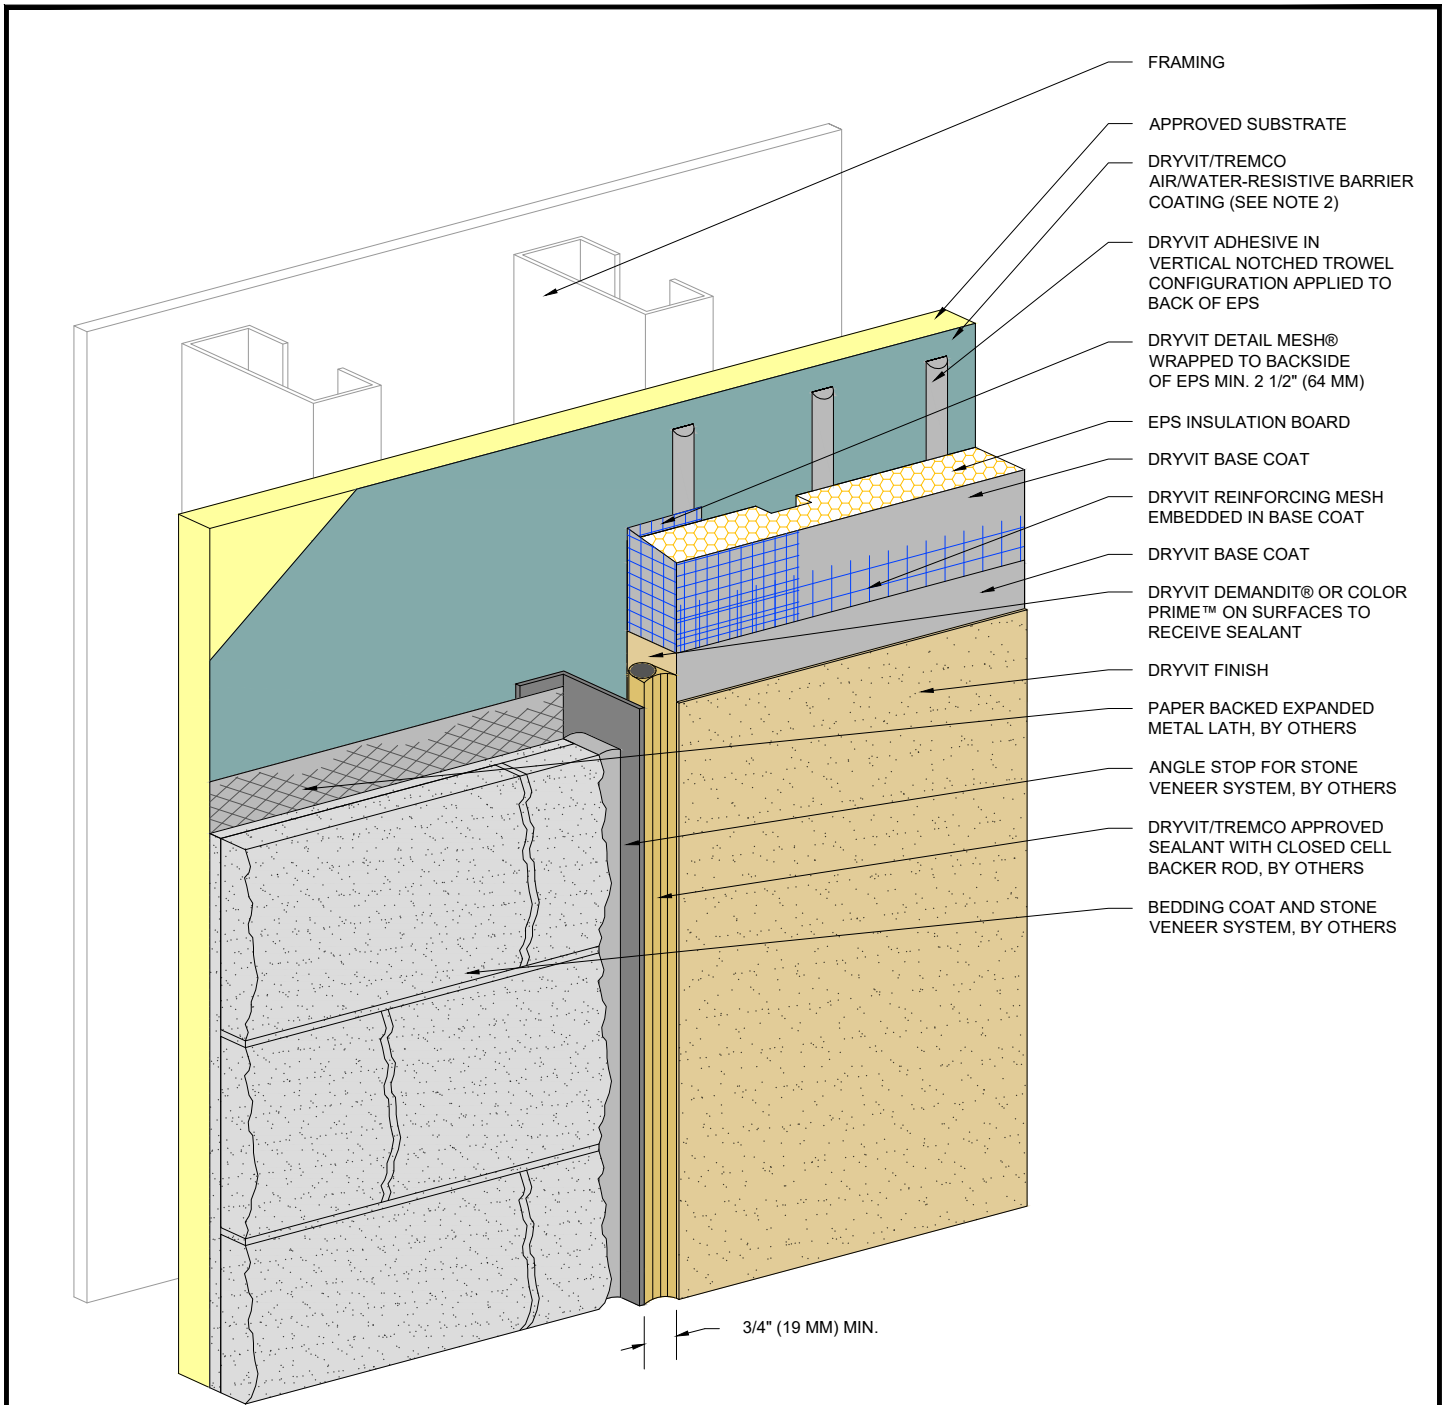 FRAMING
APPROVED SUBSTRATE
DRYVIT/TREMCO
AIR/WATER-RESISTIVE BARRIER
COATING (SEE NOTE 2)
DRYVIT ADHESIVE IN
VERTICAL NOTCHED TROWEL
CONFIGURATION APPLIED TO
BACK OF EPS
DRYVIT DETAIL MESH®
WRAPPED TO BACKSIDE
OF EPS MIN. 2 1/2" (64 MM)
EPS INSULATION BOARD
DRYVIT BASE COAT
DRYVIT REINFORCING MESH
EMBEDDED IN BASE COAT
DRYVIT BASE COAT
DRYVIT DEMANDIT® OR COLOR
PRIME™ ON SURFACES TO
RECEIVE SEALANT
DRYVIT FINISH
PAPER BACKED EXPANDED
METAL LATH, BY OTHERS
ANGLE STOP FOR STONE
VENEER SYSTEM, BY OTHERS
DRYVIT/TREMCO APPROVED
SEALANT WITH CLOSED CELL
BACKER ROD, BY OTHERS
BEDDING COAT AND STONE
VENEER SYSTEM, BY OTHERS
3/4" (19 MM) MIN.